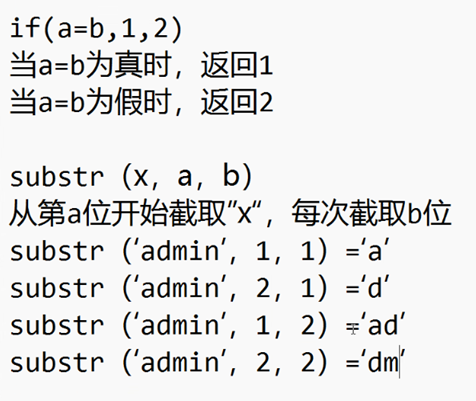 if(a=b,1,2)
当a=b为真时，返回1
当a=b为假时，返回2
substr（x，a，b）
从第a位开始截取”x“，每次截取b位
substr（‘admin’，1，1）=‘a‘
substr（‘admin’，2，1）=‘d‘
substr（‘admin’，1，2）=‘ad’
substr（‘admin’，2，2）=‘dm’